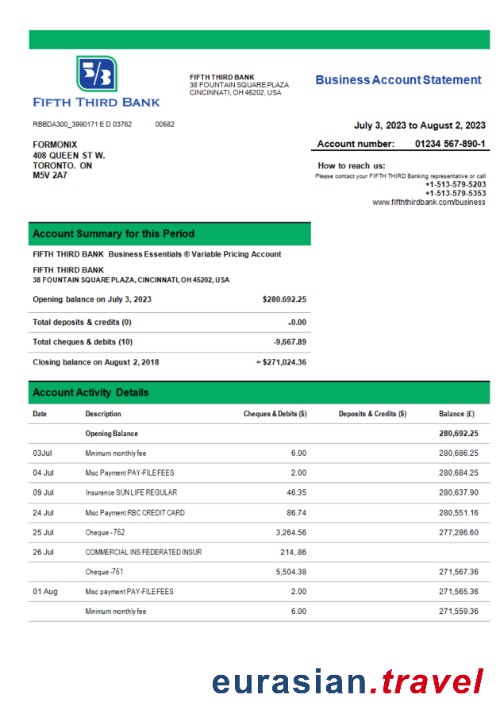 5/3
FIFTH THIRD BANK
FIFTH THIRD BANK
38 FOUNTAIN SQUARE PLAZA
CINCINNATI, OH 45202, USA
Business Account Statement
RBBDA300_3990171 E D 03762 00682
July 3, 2023 to August 2, 2023
FORMONIX
408 QUEEN ST W.
TORONTO. ON
M5V 2A7
Account number: 01234 567-890-1
How to reach us:
Please contact your FIFTH THIRD Banking representative or call
+1-513-579-5203
+1-513-579-5353
www.fifththirdbank.com/business
Account Summary for this Period
FIFTH THIRD BANK Business Essentials ® Variable Pricing Account
FIFTH THIRD BANK
38 FOUNTAIN SQUARE PLAZA, CINCINNATI, OH 45202, USA
Opening balance on July 3, 2023 $280.692.25
Total deposits & credits (0) .0.00
Total cheques & debits (10) -9,667.89
Closing balance on August 2, 2018 = $271,024.36
Account Activity Details
Date Description Cheques & Debits ($) Deposits & Credits ($) Balance (£)
Opening Balance 280,692.25
03Jul Minimum monthly fee 6.00 280,686.25
04 Jul Misc Payment PAY-FILE FEES 2.00 280,684.25
09 Jul Insurance SUN LIFE REGULAR 46.35 280,637.90
24 Jul Misc Payment RBC CREDIT CARD 86.74 280,551.16
25 Jul Cheque -762 3,264.56 277,286.60
26 Jul COMMERCIAL INS FEDERATED INSUR 214,.86
Cheque -761 5,504.38 271,567.36
01 Aug Misc payment PAY-FILE FEES 2.00 271,565.36
Minimum monthly fee 6.00 271,559.36
eurasian.travel